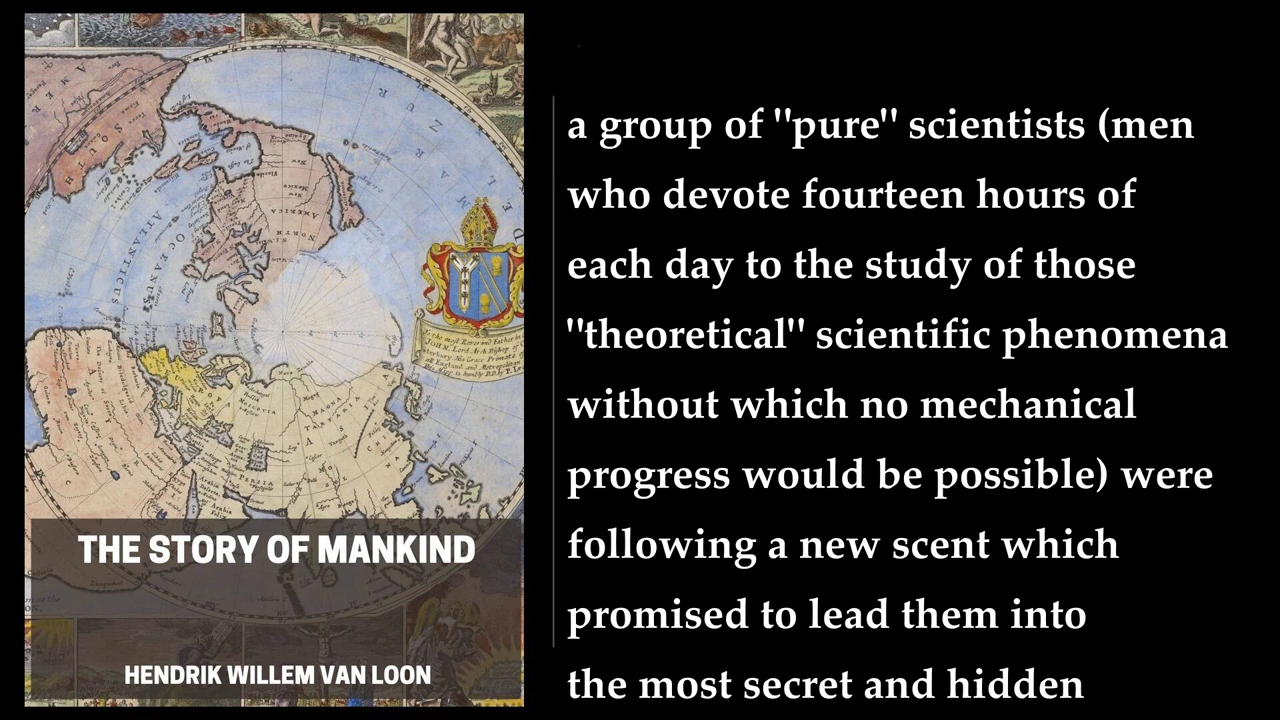 THE STORY OF MANKIND
HENDRIK WILLEM VAN LOON
a group of "pure" scientists (men
who devote fourteen hours of
each day to the study of those
"theoretical" scientific phenomena
without which no mechanical
progress would be possible) were
following a new scent which
promised to lead them into
the most secret and hidden